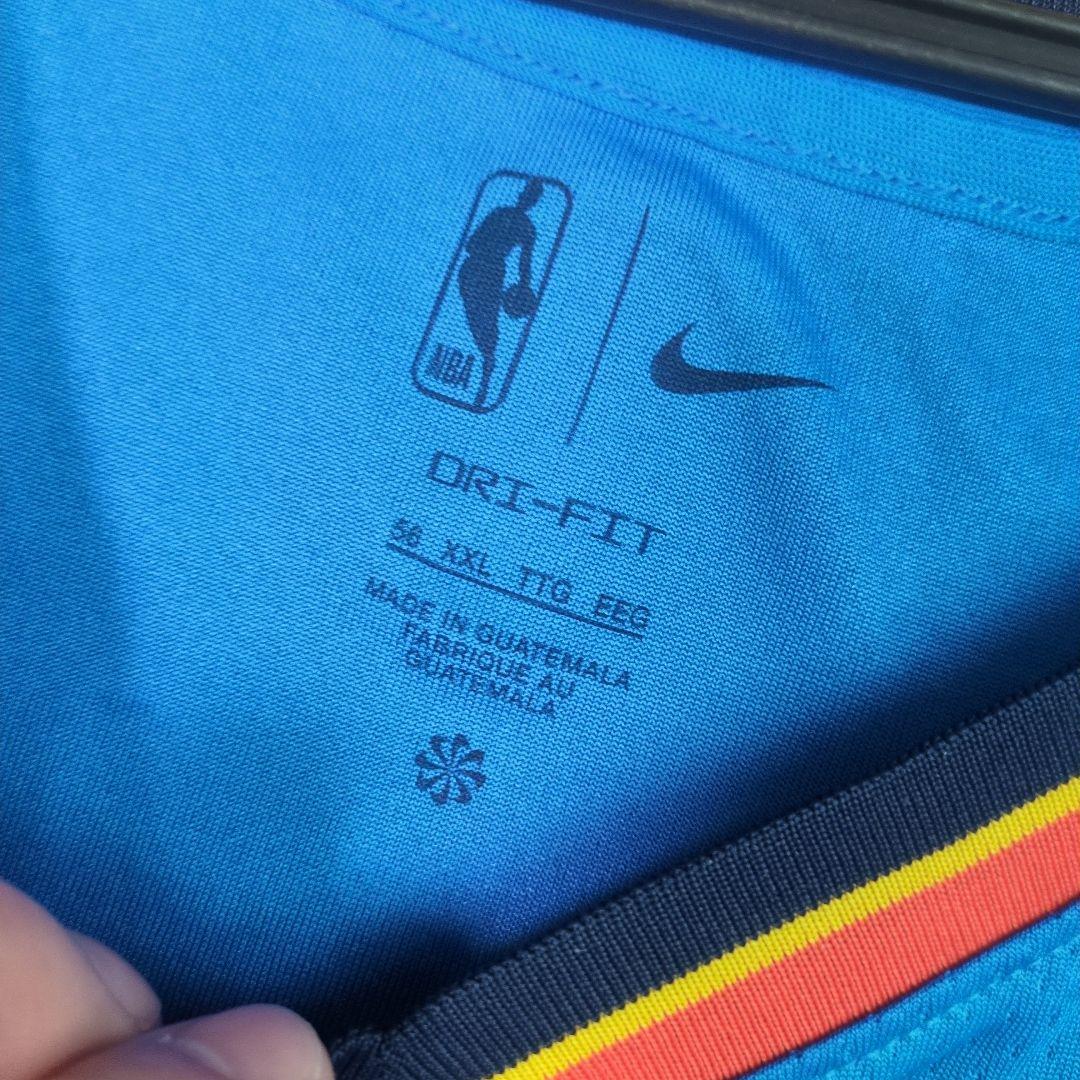 NBA
DRI-FIT
56 XXL TTG EEG
MADE IN GUATEMALA
FABRIQUE AU
GUATEMALA